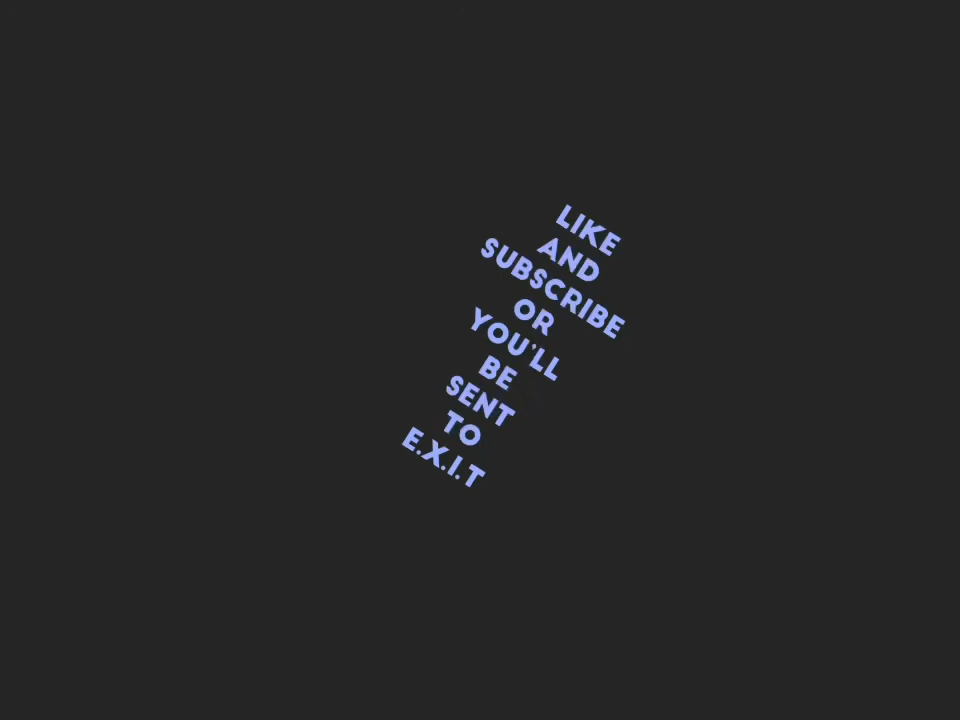 LIKE
AND
SUBSCRIBE
OR
YOU'LL
BE
SENT
TO
E.X.I.T